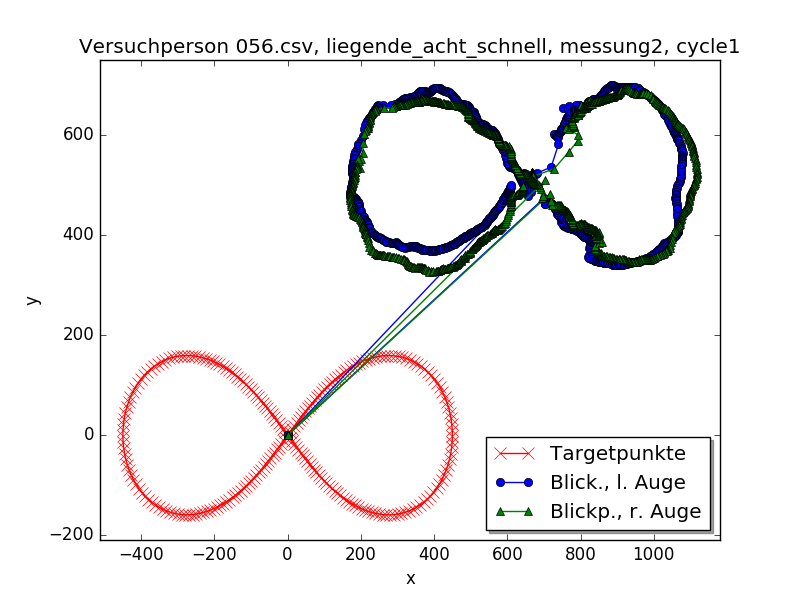 Versuchperson 056.csv, liegende_acht_schnell, messung2, cycle1
600
400
200
0
−200
y
−400
−200
0
200
400
600
800
1000
x
Targetpunkte
Blick., l. Auge
Blickp., r. Auge